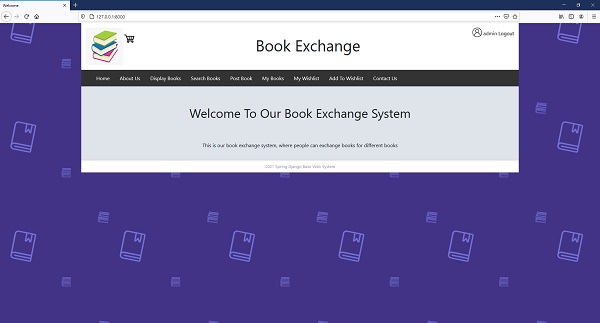 Welcome
127.0.0.1:8000
Book Exchange
admin Logout
Home About Us Display Books Search Books Post Book My Books My Wishlist Add To Wishlist Contact Us
Welcome To Our Book Exchange System
This is our book exchange system, where people can exchange books for different books
2021 Spring Django Base Web System